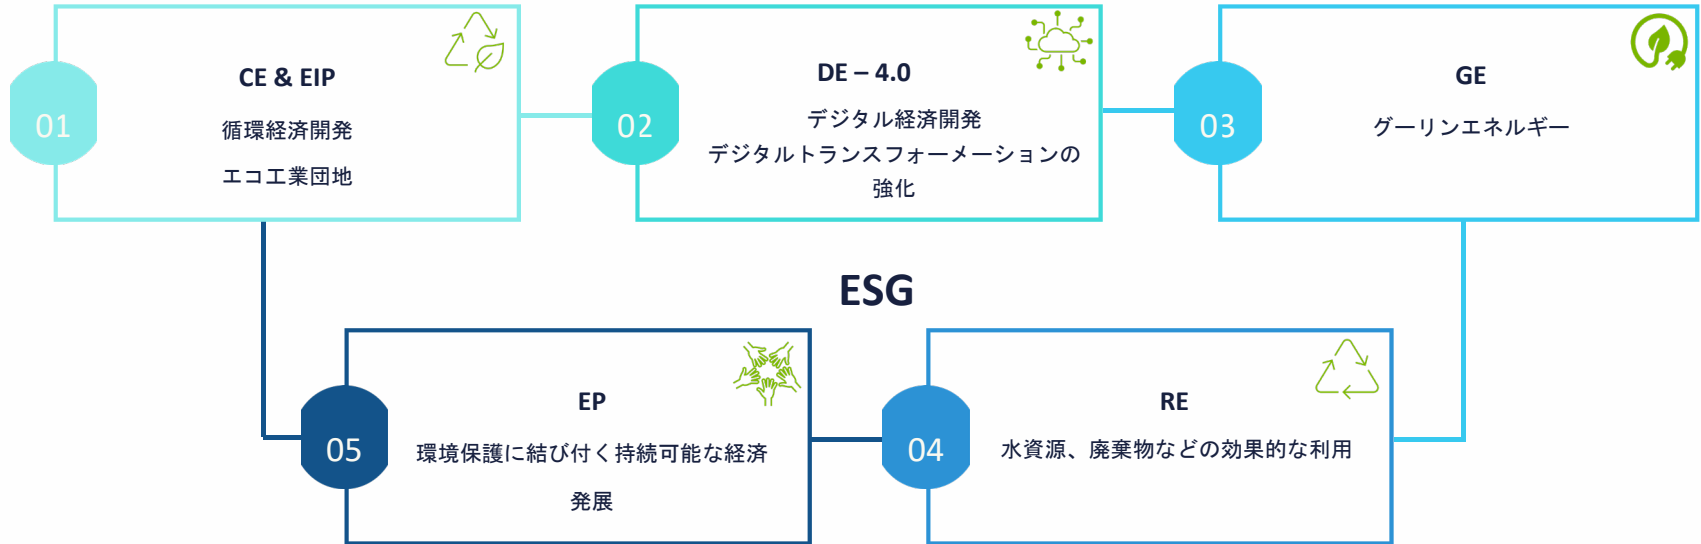 01
CE & EIP
循環経済開発
エコ工業団地
02
DE – 4.0
デジタル経済開発
デジタルトランスフォーメーションの
強化
03
GE
グーリンエネルギー
ESG
05
EP
環境保護に結び付く持続可能な経済
発展
04
RE
水資源、廃棄物などの効果的な利用